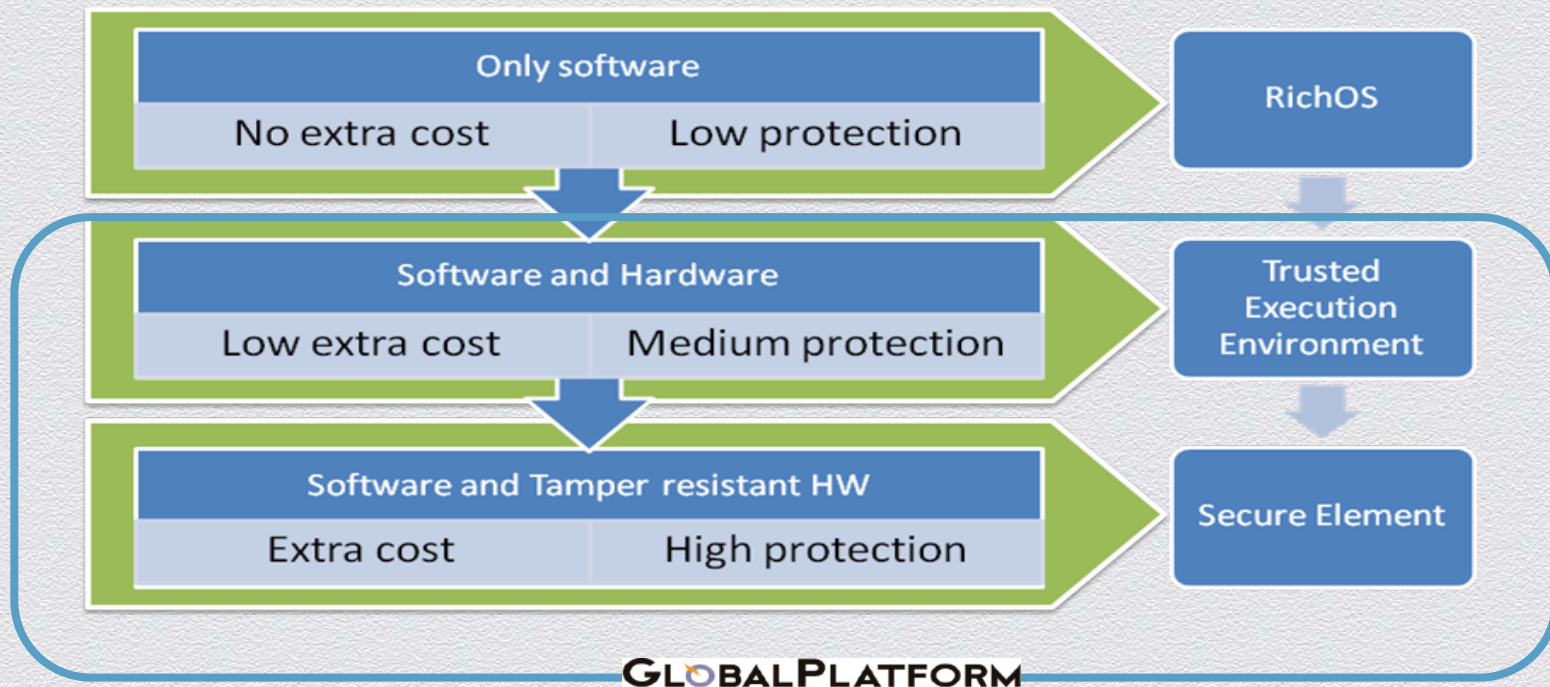 Only software
No extra cost
Low protection
RichOS
Software and Hardware
Low extra cost
Medium protection
Trusted
Execution
Environment
Software and Tamper resistant HW
Extra cost
High protection
Secure Element
GLOBALPLATFORM